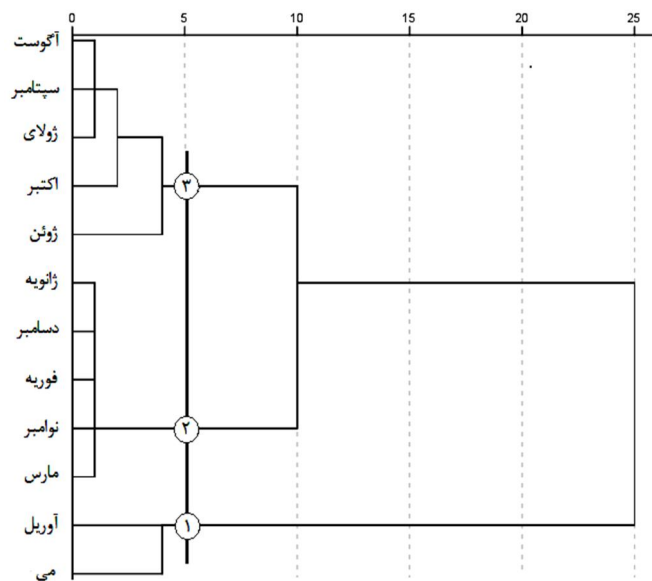 0 5 10 15 20 25
آگوست
سپتامبر
ژولای
اکتبر
۳
ژوئن
ژانویه
دسامبر
فوریه
نوامبر
۲
مارس
آوریل
۱
می